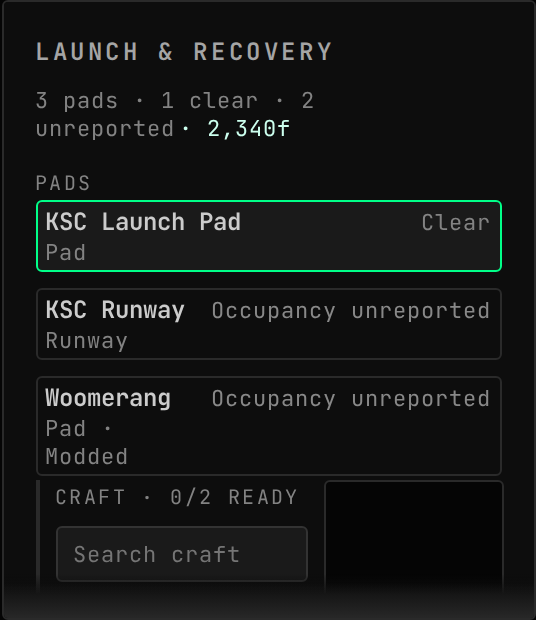 LAUNCH & RECOVERY
3 pads · 1 clear · 2
unreported · 2,340f
PADS
KSC Launch Pad Clear
Pad
KSC Runway Occupancy unreported
Runway
Woomerang Occupancy unreported
Pad ·
Modded
CRAFT · 0/2 READY
Search craft